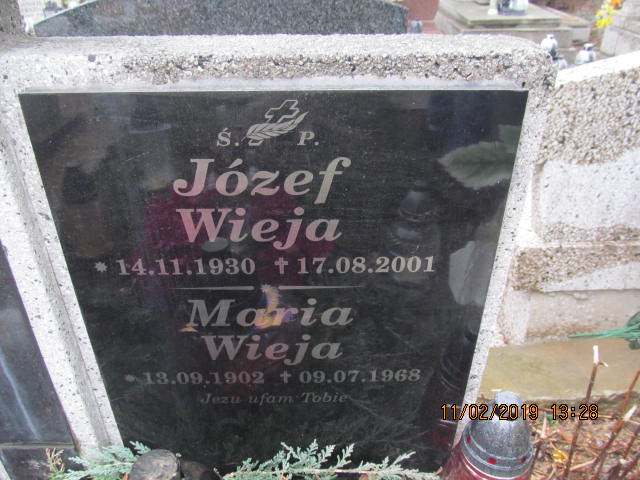 Ś. P.
Józef
Wieja
* 14.11.1930 ✝ 17.08.2001
Maria
Wieja
* 13.09.1902 ✝ 09.07.1968
Jezu ufam Tobie
11/02/2019 13:28